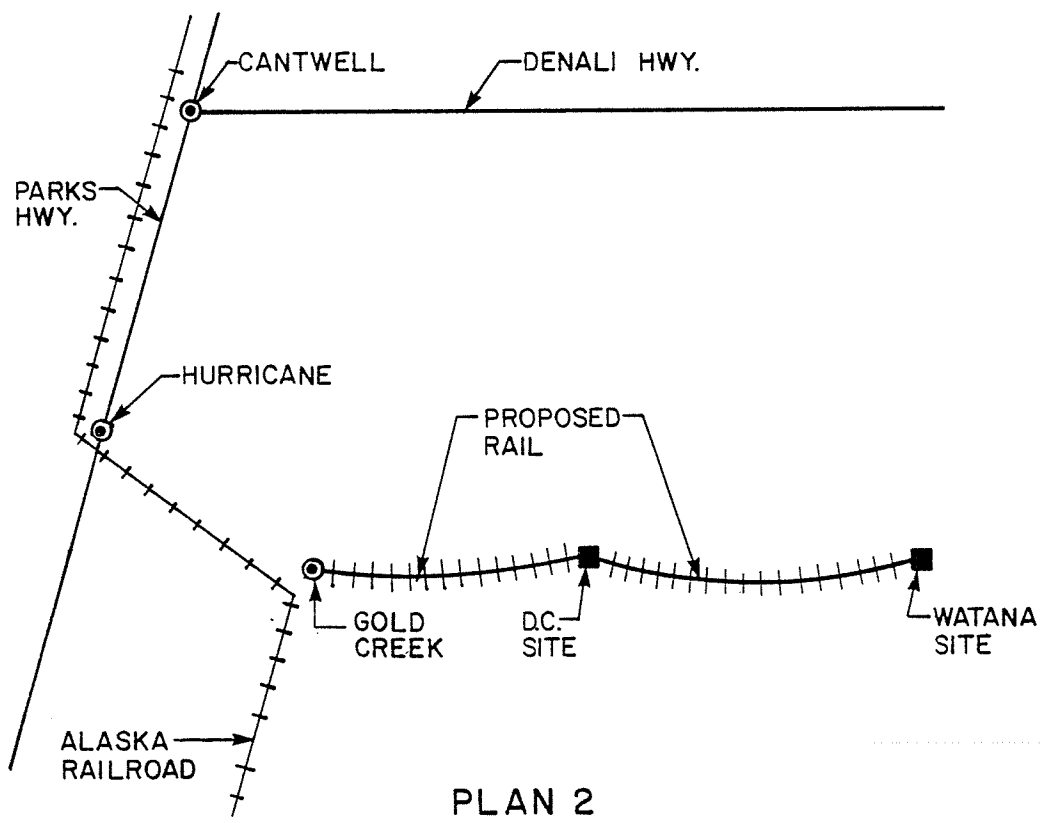 CANTWELL
DENALI HWY.
PARKS
HWY.
HURRICANE
PROPOSED
RAIL
GOLD
CREEK
D.C.
SITE
WATANA
SITE
ALASKA
RAILROAD
PLAN 2